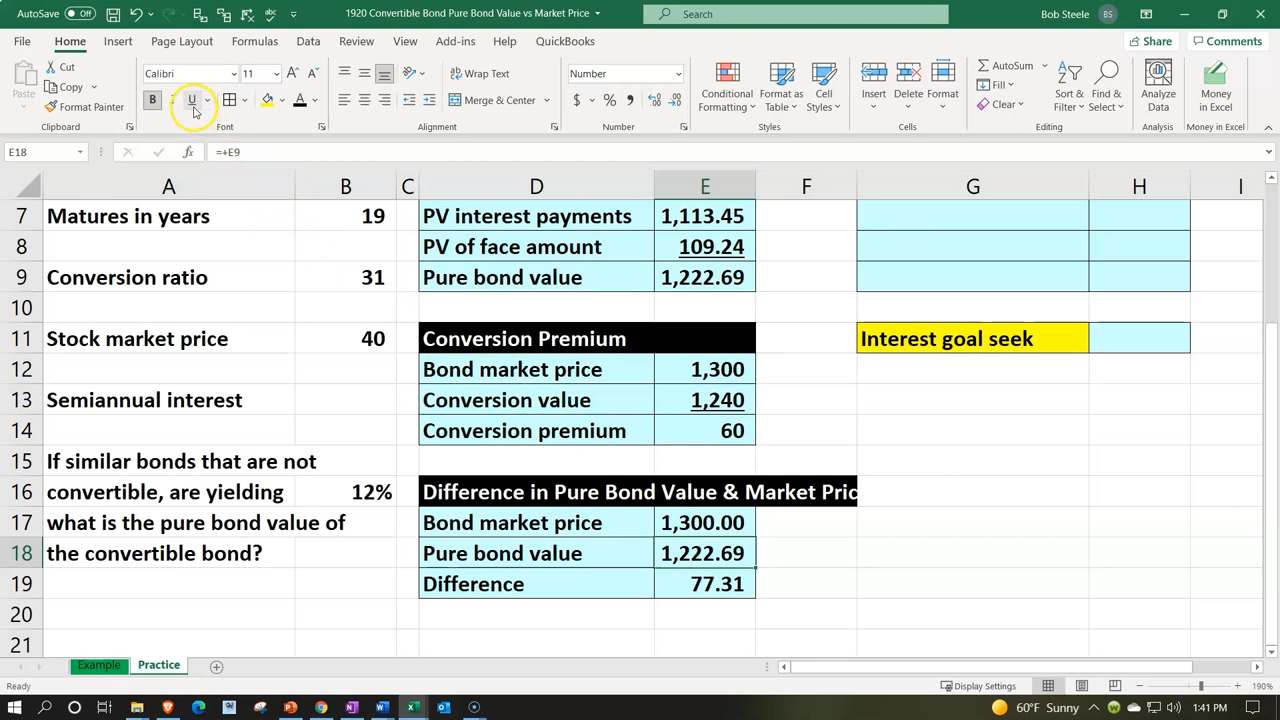 AutoSave Off 1920 Convertible Bond Pure Bond Value vs Market Price Search Bob Steele BS
File Home Insert Page Layout Formulas Data Review View Add-ins Help QuickBooks Share Comments
Paste Cut Copy Format Painter Clipboard
Calibri 11 B U A Font
Wrap Text Merge & Center Alignment
Number $ % Number
Conditional Formatting Format as Table Cell Styles Styles
Insert Delete Format Cells
AutoSum Fill Clear Sort & Filter Find & Select Editing
Analyze Data Analysis
Money in Excel Money in Excel
E18 fx =+E9
A B C D E F G H I
7 Matures in years 19 PV interest payments 1,113.45
8 PV of face amount 109.24
9 Conversion ratio 31 Pure bond value 1,222.69
10
11 Stock market price 40 Conversion Premium Interest goal seek
12 Bond market price 1,300
13 Semiannual interest Conversion value 1,240
14 Conversion premium 60
15 If similar bonds that are not
16 convertible, are yielding 12% Difference in Pure Bond Value & Market Pric
17 what is the pure bond value of Bond market price 1,300.00
18 the convertible bond? Pure bond value 1,222.69
19 Difference 77.31
20
21
Example Practice
Ready Display Settings 190%
60°F Sunny 1:41 PM